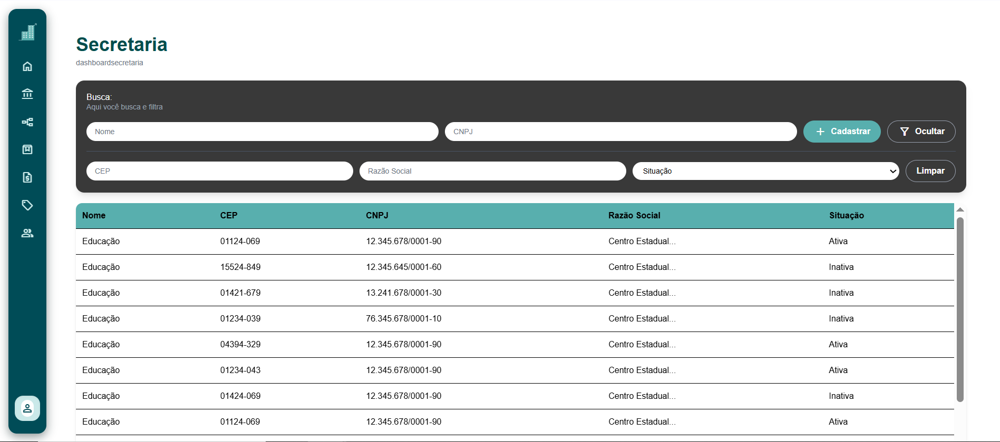 Secretaria
dashboardsecretaria
Busca:
Aqui você busca e filtra
Nome CNPJ Cadastrar Ocultar
CEP Razão Social Situação Limpar
Nome CEP CNPJ Razão Social Situação
Educação 01124-069 12.345.678/0001-90 Centro Estadual... Ativa
Educação 15524-849 12.345.645/0001-60 Centro Estadual... Inativa
Educação 01421-679 13.241.678/0001-30 Centro Estadual... Inativa
Educação 01234-039 76.345.678/0001-10 Centro Estadual... Inativa
Educação 04394-329 12.345.678/0001-90 Centro Estadual... Ativa
Educação 01234-043 12.345.678/0001-90 Centro Estadual... Ativa
Educação 01424-069 12.345.678/0001-90 Centro Estadual... Inativa
Educação 01124-069 12.345.678/0001-90 Centro Estadual... Ativa